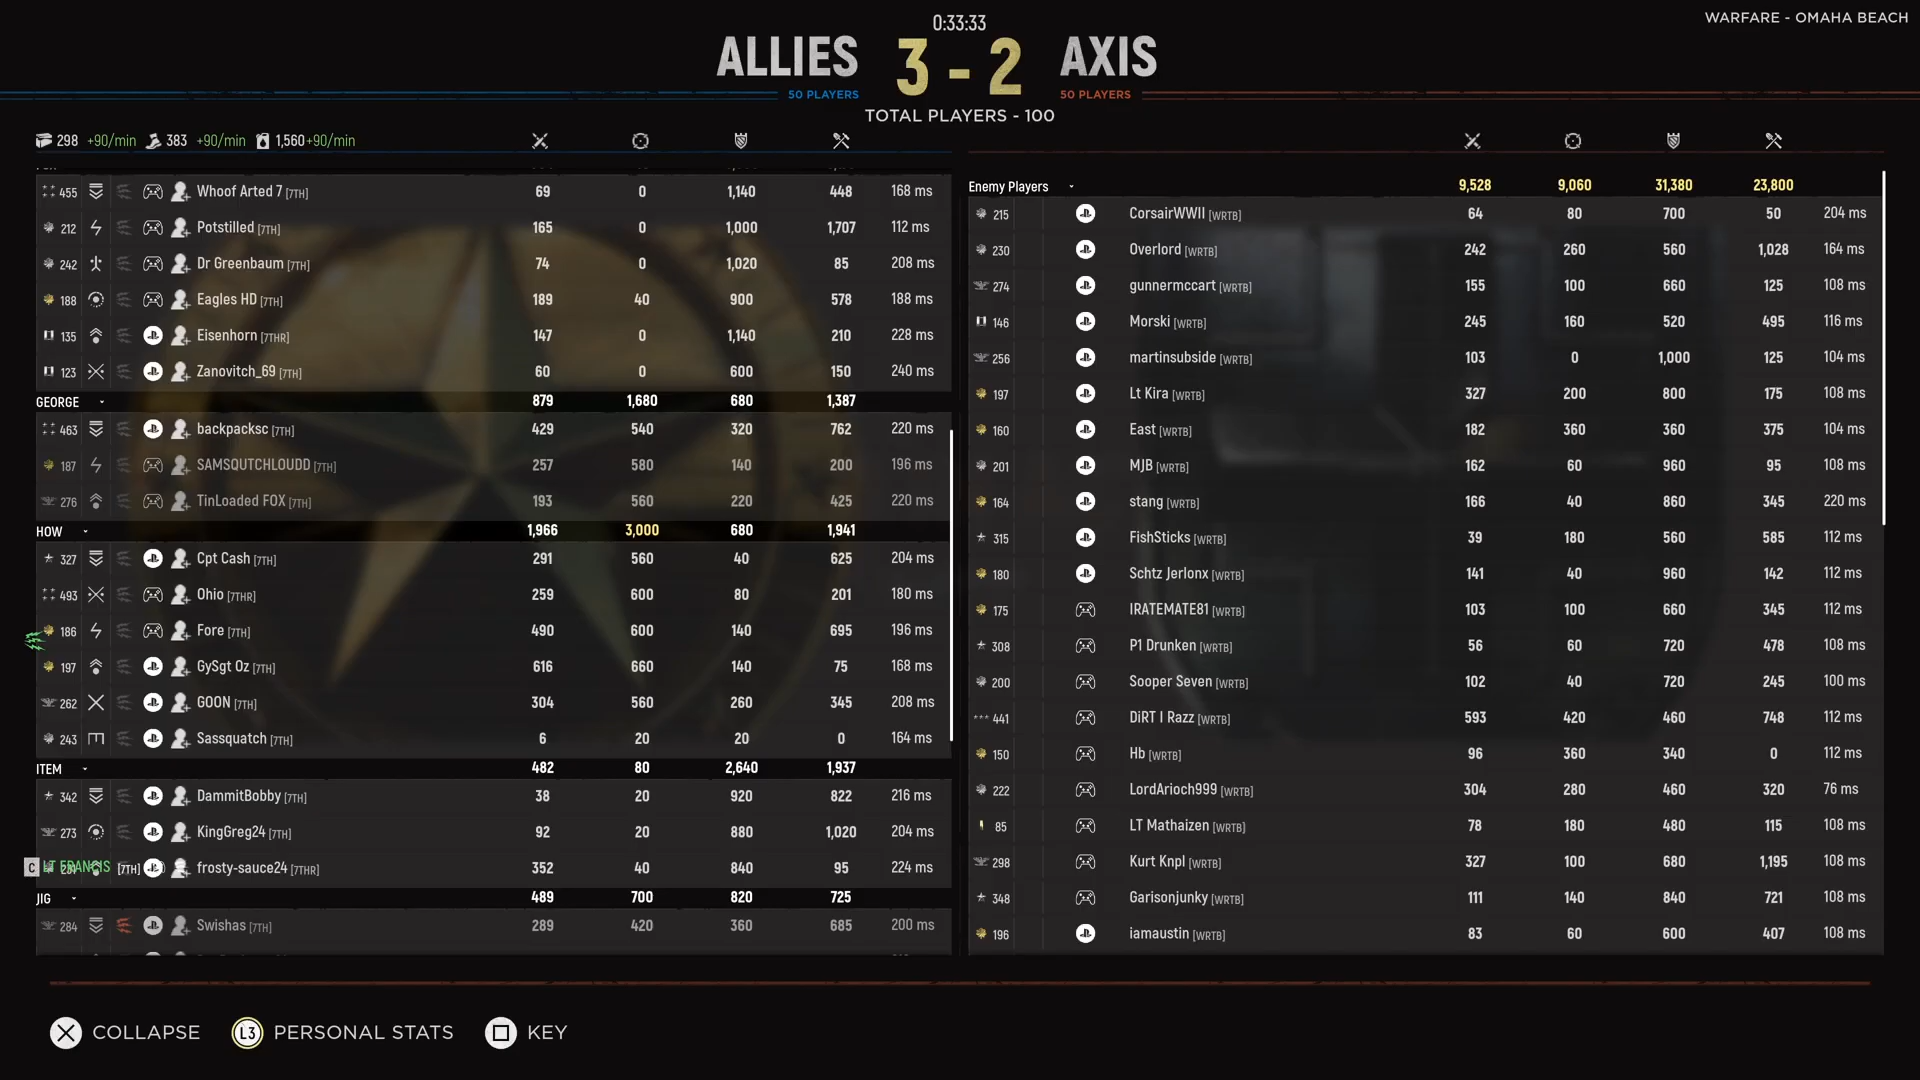 WARFARE - OMAHA BEACH
0:33:33
ALLIES 3 - 2 AXIS
50 PLAYERS 50 PLAYERS
TOTAL PLAYERS - 100
298 +90/min 383 +90/min 1,560 +90/min
455 Whoof Arted 7 [7TH] 69 0 1,140 448 168 ms
212 Potstilled [7TH] 165 0 1,000 1,707 112 ms
242 Dr Greenbaum [7TH] 74 0 1,020 85 208 ms
188 Eagles HD [7TH] 189 40 900 578 188 ms
135 Eisenhorn [7THR] 147 0 1,140 210 228 ms
123 Zanovitch_69 [7TH] 60 0 600 150 240 ms
GEORGE 879 1,680 680 1,387
463 backpacksc [7TH] 429 540 320 762 220 ms
187 SAMSQUTCHLOUDD [7TH] 257 580 140 200 196 ms
276 TinLoaded FOX [7TH] 193 560 220 425 220 ms
HOW 1,966 3,000 680 1,941
327 Cpt Cash [7TH] 291 560 40 625 204 ms
493 Ohio [7THR] 259 600 80 201 180 ms
186 Fore [7TH] 490 600 140 695 196 ms
197 GySgt Oz [7TH] 616 660 140 75 168 ms
262 GOON [7TH] 304 560 260 345 208 ms
243 Sassquatch [7TH] 6 20 20 0 164 ms
ITEM 482 80 2,640 1,937
342 DammitBobby [7TH] 38 20 920 822 216 ms
273 KingGreg24 [7TH] 92 20 880 1,020 204 ms
C LT FRANCIS [7TH] frosty-sauce24 [7THR] 352 40 840 95 224 ms
JIG 489 700 820 725
284 Swishas [7TH] 289 420 360 685 200 ms
Enemy Players 9,528 9,060 31,380 23,800
215 CorsairWWII [WRTB] 64 80 700 50 204 ms
230 Overlord [WRTB] 242 260 560 1,028 164 ms
274 gunnermccart [WRTB] 155 100 660 125 108 ms
146 Morski [WRTB] 245 160 520 495 116 ms
256 martinsubside [WRTB] 103 0 1,000 125 104 ms
197 Lt Kira [WRTB] 327 200 800 175 108 ms
160 East [WRTB] 182 360 360 375 104 ms
201 MJB [WRTB] 162 60 960 95 108 ms
164 stang [WRTB] 166 40 860 345 220 ms
315 FishSticks [WRTB] 39 180 560 585 112 ms
180 Schtz Jerlonx [WRTB] 141 40 960 142 112 ms
175 IRATEMATE81 [WRTB] 103 100 660 345 112 ms
308 P1 Drunken [WRTB] 56 60 720 478 108 ms
200 Sooper Seven [WRTB] 102 40 720 245 100 ms
441 DiRT I Razz [WRTB] 593 420 460 748 112 ms
150 Hb [WRTB] 96 360 340 0 112 ms
222 LordArioch999 [WRTB] 304 280 460 320 76 ms
85 LT Mathaizen [WRTB] 78 180 480 115 108 ms
298 Kurt Knpl [WRTB] 327 100 680 1,195 108 ms
348 Garisonjunky [WRTB] 111 140 840 721 108 ms
196 iamaustin [WRTB] 83 60 600 407 108 ms
COLLAPSE L3 PERSONAL STATS KEY